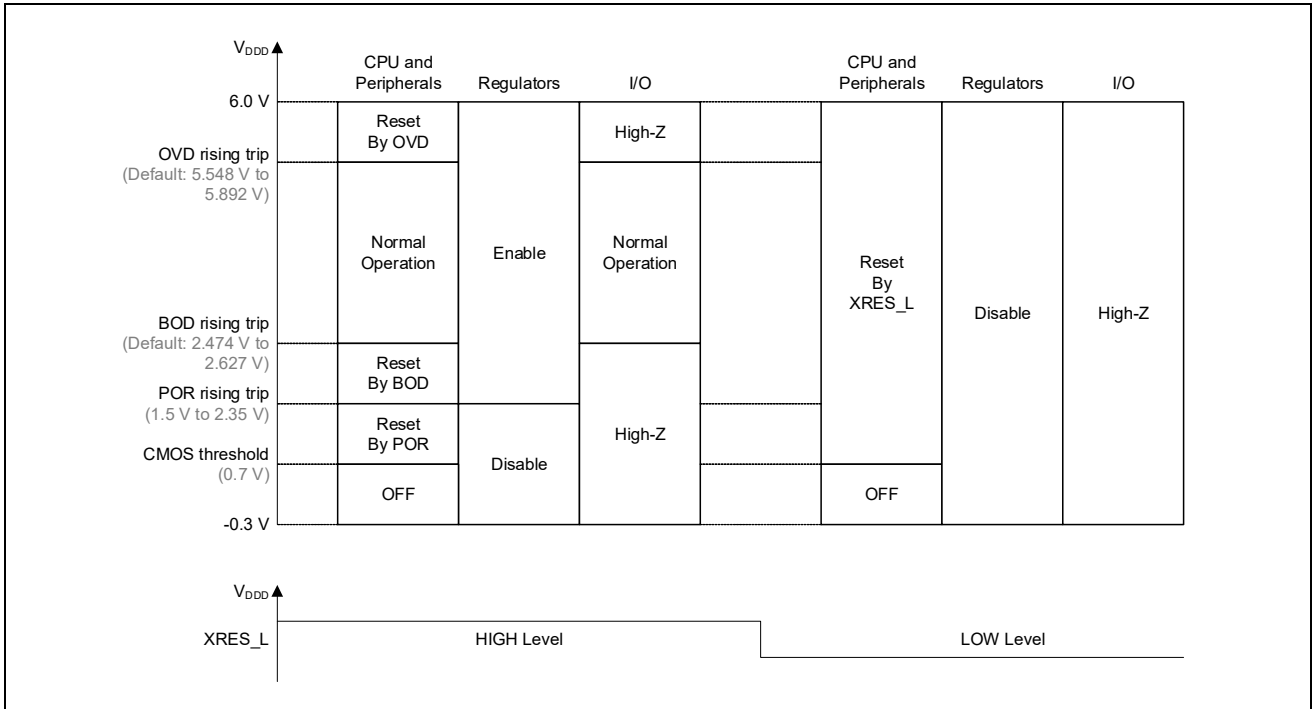 VDDD
CPU and
Peripherals
Regulators
I/O
CPU and
Peripherals
Regulators
I/O
6.0 V
Reset
By OVD
High-Z
OVD rising trip
(Default: 5.548 V to
5.892 V)
Normal
Operation
Enable
Normal
Operation
Reset
By
XRES_L
Disable
High-Z
BOD rising trip
(Default: 2.474 V to
2.627 V)
Reset
By BOD
POR rising trip
(1.5 V to 2.35 V)
Reset
By POR
High-Z
CMOS threshold
(0.7 V)
Disable
OFF
OFF
-0.3 V
VDDD
XRES_L
HIGH Level
LOW Level